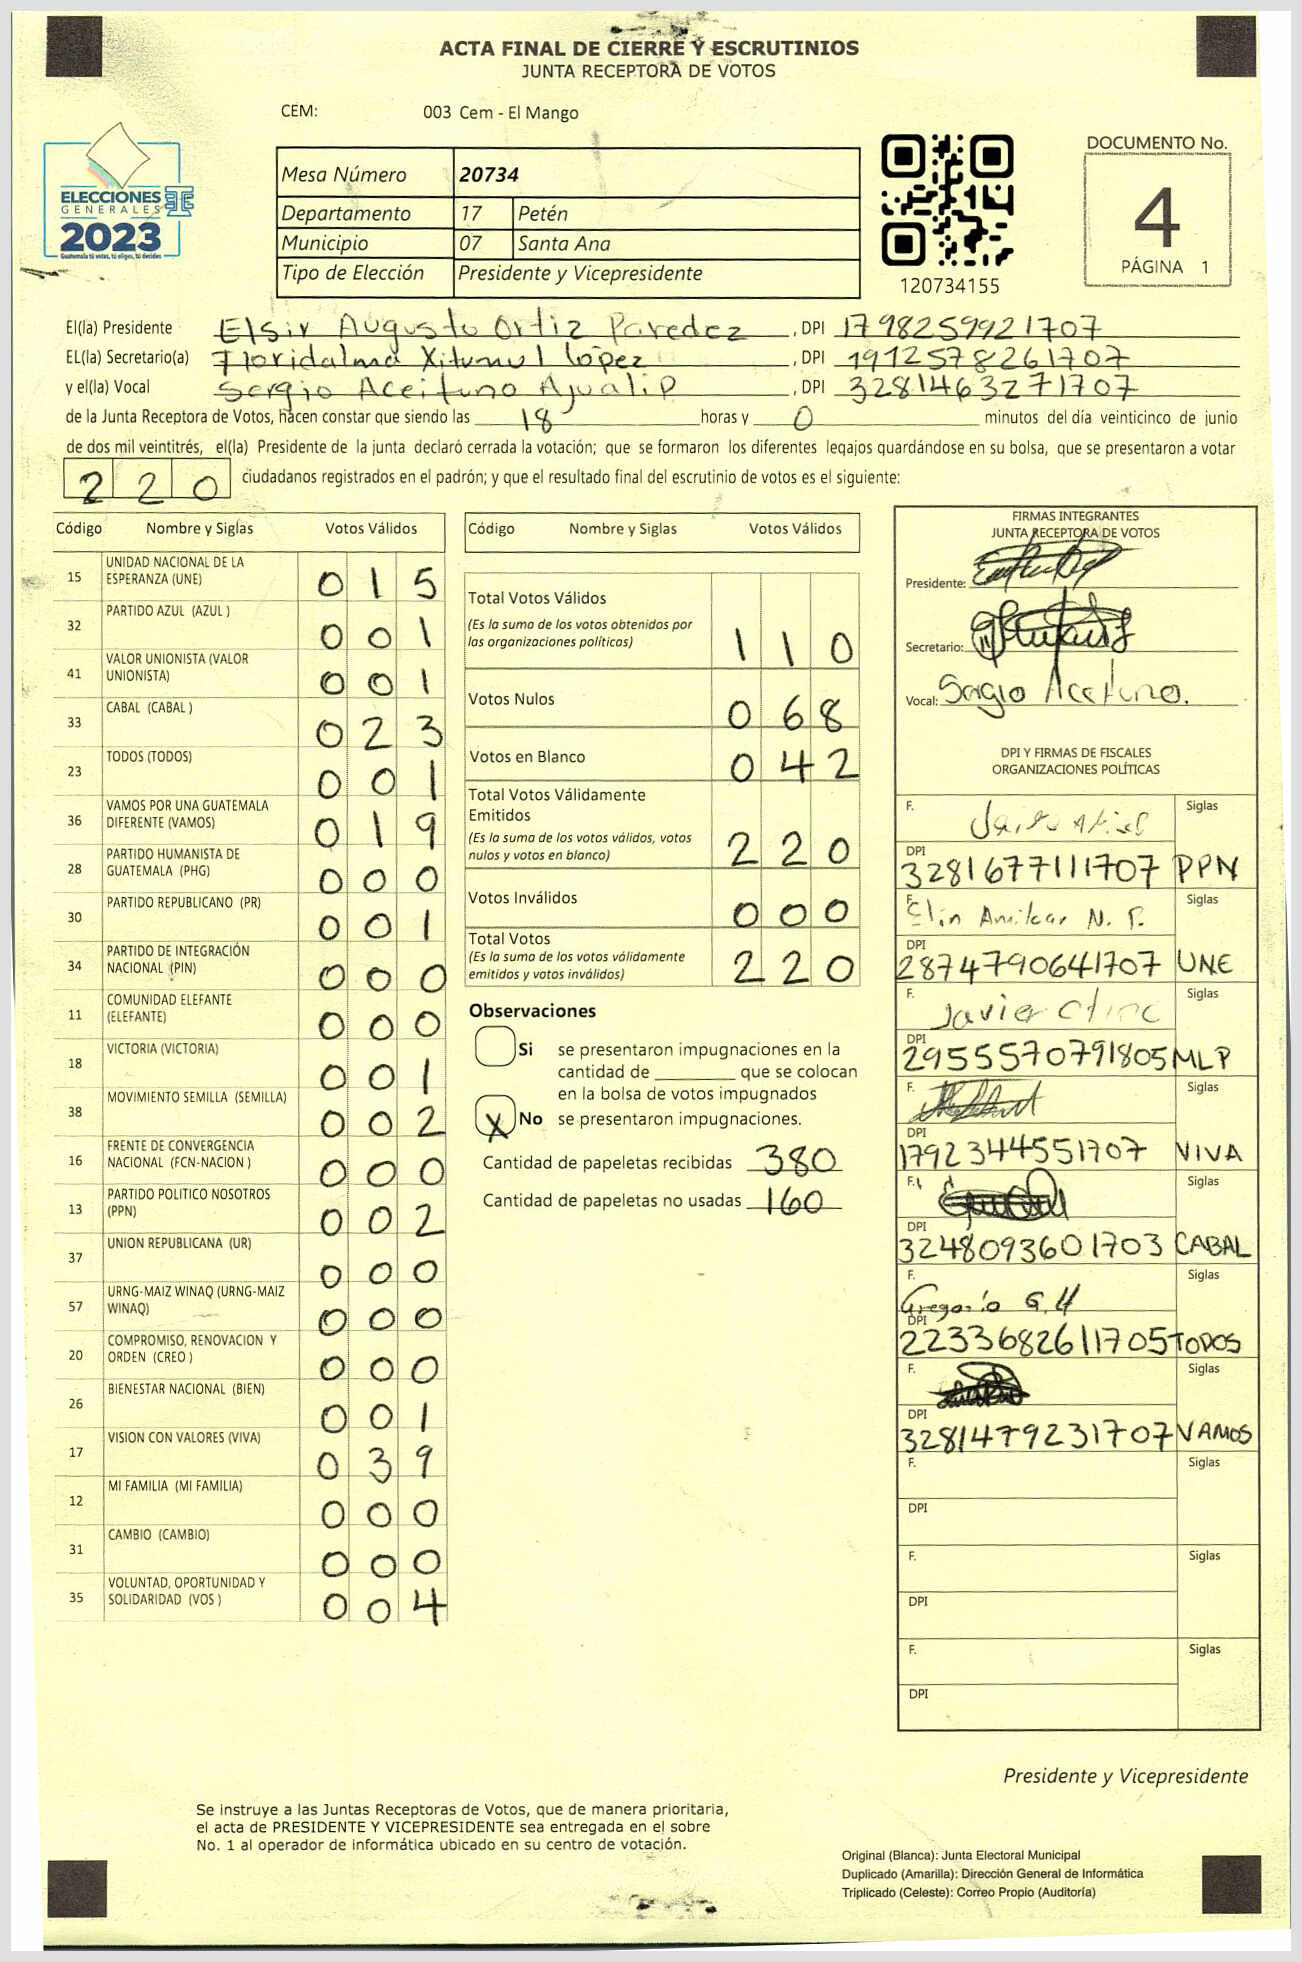 ACTA FINAL DE CIERRE Y ESCRUTINIOS
JUNTA RECEPTORA DE VOTOS
CEM: 003 Cem - El Mango
ELECCIONES
GENERALES
2023
Guatemala tú votas, tú eliges, tú decides
Mesa Número 20734
Departamento 17 Petén
Municipio 07 Santa Ana
Tipo de Elección Presidente y Vicepresidente
120734155
DOCUMENTO No.
4
PÁGINA 1
El(la) Presidente Elsir Augusto Ortiz Paredez , DPI 1798259921707
EL(la) Secretario(a) Floridalma Xitumul López , DPI 1912578261707
y el(la) Vocal Sergio Aceituno Ajualip , DPI 3281463271707
de la Junta Receptora de Votos, hacen constar que siendo las 18 horas y 0 minutos del día veinticinco de junio
de dos mil veintitrés, el(la) Presidente de la junta declaró cerrada la votación; que se formaron los diferentes legajos guardándose en su bolsa, que se presentaron a votar
220 ciudadanos registrados en el padrón; y que el resultado final del escrutinio de votos es el siguiente:
Código Nombre y Siglas Votos Válidos
15 UNIDAD NACIONAL DE LA ESPERANZA (UNE) 015
32 PARTIDO AZUL (AZUL ) 001
41 VALOR UNIONISTA (VALOR UNIONISTA) 001
33 CABAL (CABAL ) 023
23 TODOS (TODOS) 001
36 VAMOS POR UNA GUATEMALA DIFERENTE (VAMOS) 019
28 PARTIDO HUMANISTA DE GUATEMALA (PHG) 000
30 PARTIDO REPUBLICANO (PR) 001
34 PARTIDO DE INTEGRACIÓN NACIONAL (PIN) 000
11 COMUNIDAD ELEFANTE (ELEFANTE) 000
18 VICTORIA (VICTORIA) 001
38 MOVIMIENTO SEMILLA (SEMILLA) 002
16 FRENTE DE CONVERGENCIA NACIONAL (FCN-NACION ) 000
13 PARTIDO POLITICO NOSOTROS (PPN) 002
37 UNION REPUBLICANA (UR) 000
57 URNG-MAIZ WINAQ (URNG-MAIZ WINAQ) 000
20 COMPROMISO, RENOVACION Y ORDEN (CREO ) 000
26 BIENESTAR NACIONAL (BIEN) 001
17 VISION CON VALORES (VIVA) 039
12 MI FAMILIA (MI FAMILIA) 000
31 CAMBIO (CAMBIO) 000
35 VOLUNTAD, OPORTUNIDAD Y SOLIDARIDAD (VOS ) 004
Código Nombre y Siglas Votos Válidos
Total Votos Válidos
(Es la suma de los votos obtenidos por
las organizaciones políticas) 110
Votos Nulos 068
Votos en Blanco 042
Total Votos Válidamente
Emitidos
(Es la suma de los votos válidos, votos
nulos y votos en blanco) 220
Votos Inválidos 000
Total Votos
(Es la suma de los votos válidamente
emitidos y votos inválidos) 220
Observaciones
Si se presentaron impugnaciones en la
cantidad de ________ que se colocan
en la bolsa de votos impugnados
X No se presentaron impugnaciones.
Cantidad de papeletas recibidas 380
Cantidad de papeletas no usadas 160
FIRMAS INTEGRANTES
JUNTA RECEPTORA DE VOTOS
Presidente:
Secretario:
Vocal: Sergio Aceituno.
DPI Y FIRMAS DE FISCALES
ORGANIZACIONES POLÍTICAS
F. Siglas
DPI
3281677111707 PPN
F. Elin Amilcar N. P. Siglas
DPI
2874790641707 UNE
F. Javier Siglas
DPI
2955570791805 MLP
F. Siglas
DPI
1792344551707 VIVA
F. Siglas
DPI
3248093601703 CABAL
F. Gregorio G. H Siglas
DPI
2233682611705 TODOS
F. Siglas
DPI
3281479231707 VAMOS
F. Siglas
DPI
F. Siglas
DPI
F. Siglas
DPI
Presidente y Vicepresidente
Se instruye a las Juntas Receptoras de Votos, que de manera prioritaria,
el acta de PRESIDENTE Y VICEPRESIDENTE sea entregada en el sobre
No. 1 al operador de informática ubicado en su centro de votación.
Original (Blanca): Junta Electoral Municipal
Duplicado (Amarilla): Dirección General de Informática
Triplicado (Celeste): Correo Propio (Auditoría)